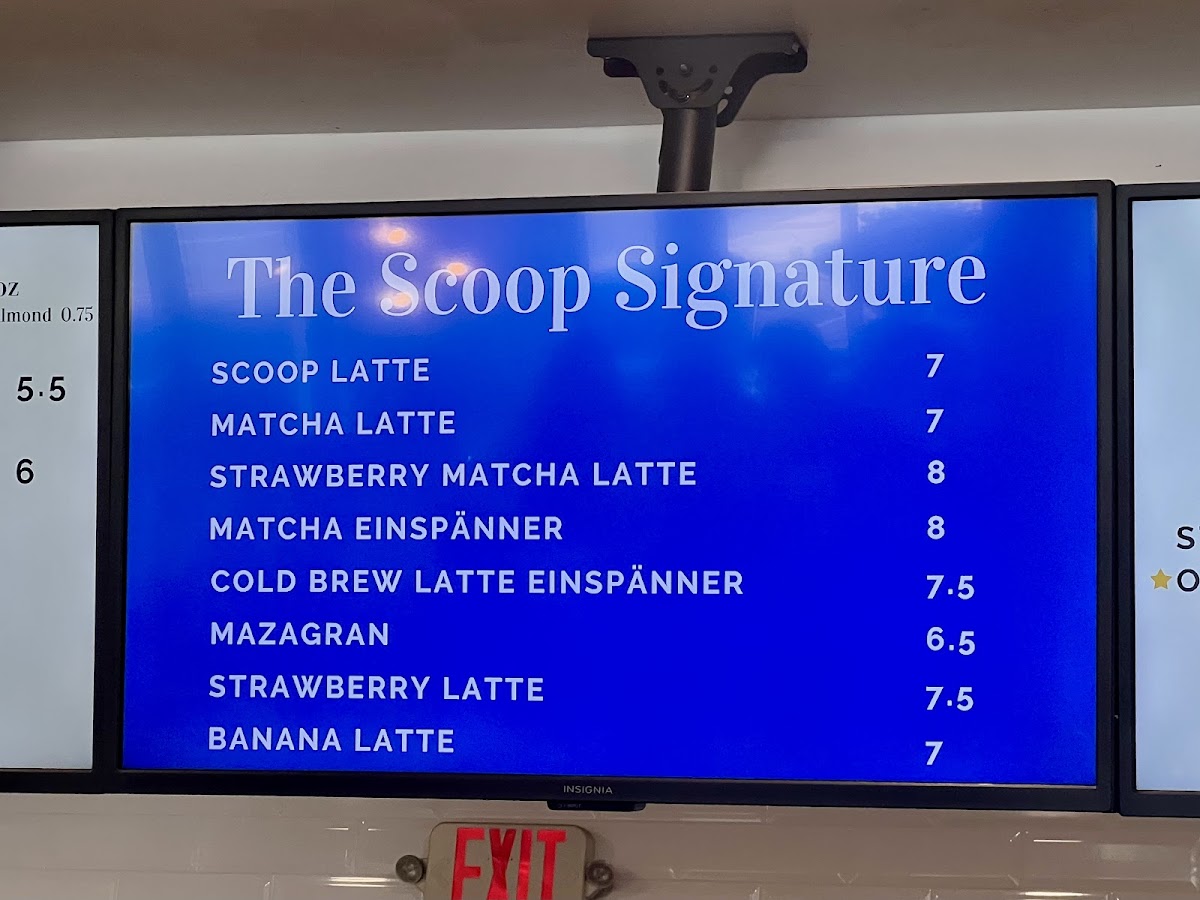 lmond 0.75
5.5
6
The Scoop Signature
SCOOP LATTE 7
MATCHA LATTE 7
STRAWBERRY MATCHA LATTE 8
MATCHA EINSPÄNNER 8
COLD BREW LATTE EINSPÄNNER 7.5
MAZAGRAN 6.5
STRAWBERRY LATTE 7.5
BANANA LATTE 7
INSIGNIA
EXIT